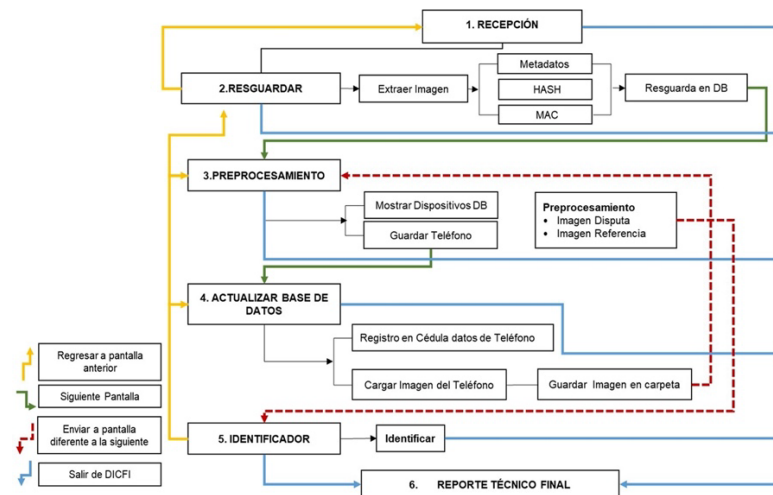 1. RECEPCIÓN
2.RESGUARDAR
Extraer Imagen
Metadatos
HASH
MAC
Resguarda en DB
3.PREPROCESAMIENTO
Mostrar Dispositivos DB
Guardar Teléfono
Preprocesamiento
• Imagen Disputa
• Imagen Referencia
4. ACTUALIZAR BASE DE
DATOS
Registro en Cédula datos de Teléfono
Cargar Imagen del Teléfono
Guardar Imagen en carpeta
5. IDENTIFICADOR
Identificar
6. REPORTE TÉCNICO FINAL
Regresar a pantalla
anterior
Siguiente Pantalla
Enviar a pantalla
diferente a la siguiente
Salir de DICFI